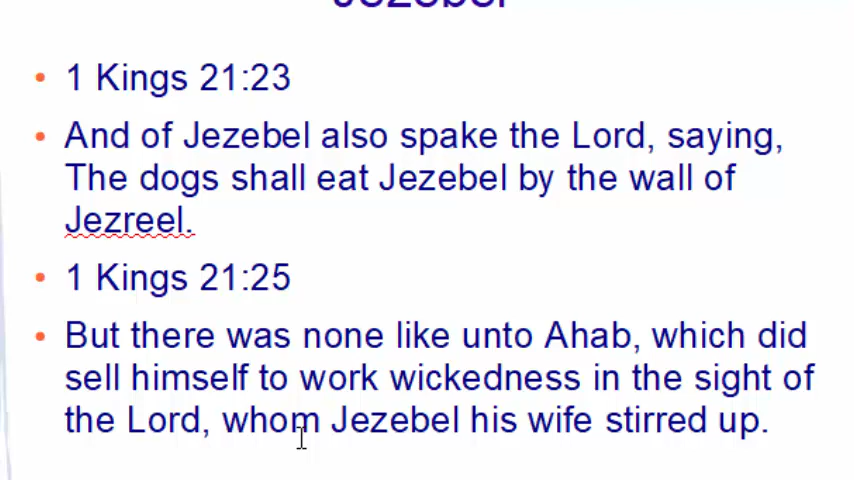 Jezebel
• 1 Kings 21:23
• And of Jezebel also spake the Lord, saying,
The dogs shall eat Jezebel by the wall of
Jezreel.
• 1 Kings 21:25
• But there was none like unto Ahab, which did
sell himself to work wickedness in the sight of
the Lord, whom Jezebel his wife stirred up.